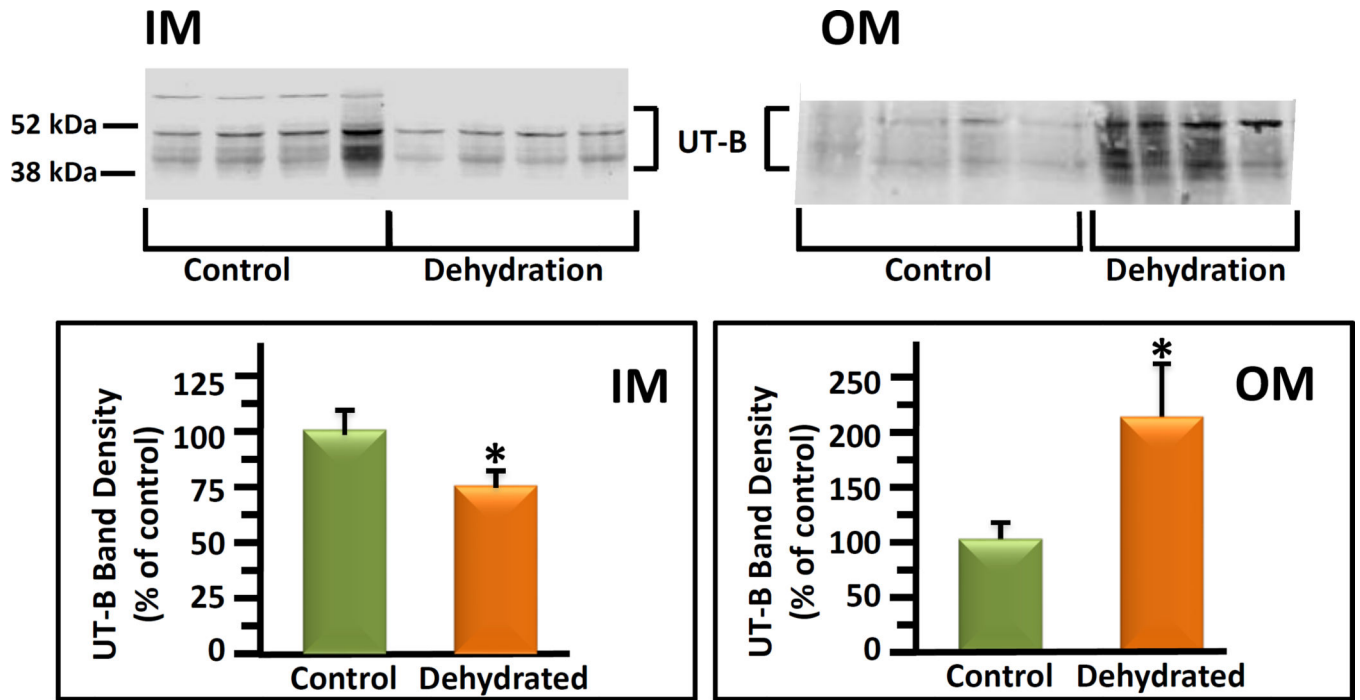 IM
OM
52 kDa
38 kDa
UT-B
Control
Dehydration
Control
Dehydration
UT-B Band Density
(% of control)
125
100
75
50
25
0
IM
*
Control
Dehydrated
UT-B Band Density
(% of control)
250
200
150
100
50
0
OM
*
Control
Dehydrated